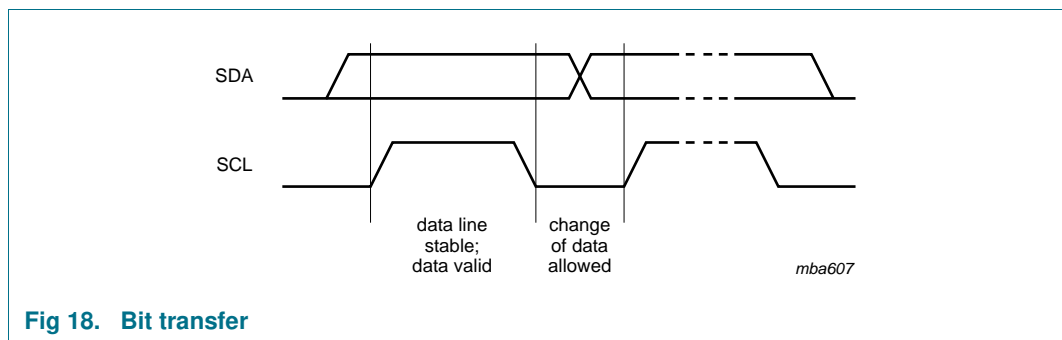 SDA
SCL
data line
stable;
data valid
change
of data
allowed
mba607
Fig 18. Bit transfer